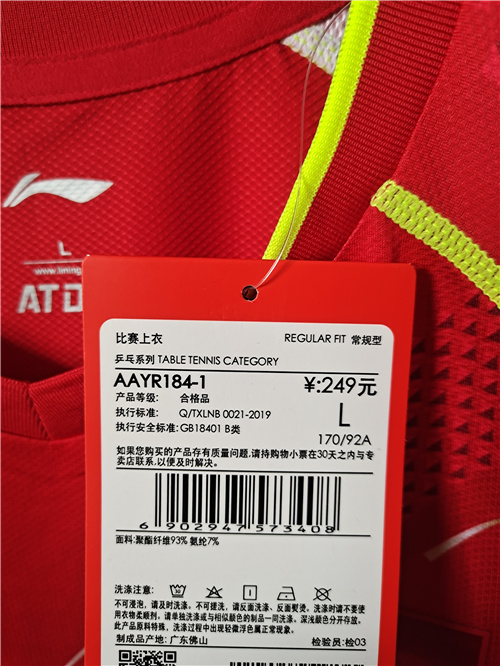 L
www.lining
ATD
比赛上衣
REGULAR FIT 常规型
乒乓系列 TABLE TENNIS CATEGORY
AAYR184-1
¥:249元
产品等级: 合格品
L
执行标准: Q/TXLNB 0021-2019
执行安全标准:GB18401 B类
170/92A
如果您购买的产品存有质量问题,请持购物小票在30天之内与专
卖店联系.以便及时解决。
6 902947 573408
面料:聚酯纤维93% 氨纶7%
洗涤注意:
不可浸泡，请及时洗涤。不可搓洗，请反面洗涤、反面熨烫。洗涤时请不要使
用衣物柔顺剂。请单独洗涤或与相似颜色的制品一同洗涤。深浅颜色分开存放。
此产品原料特殊，洗涤过程中出现轻微浮色属正常现象。
制成品产地: 广东佛山
检验员:检03